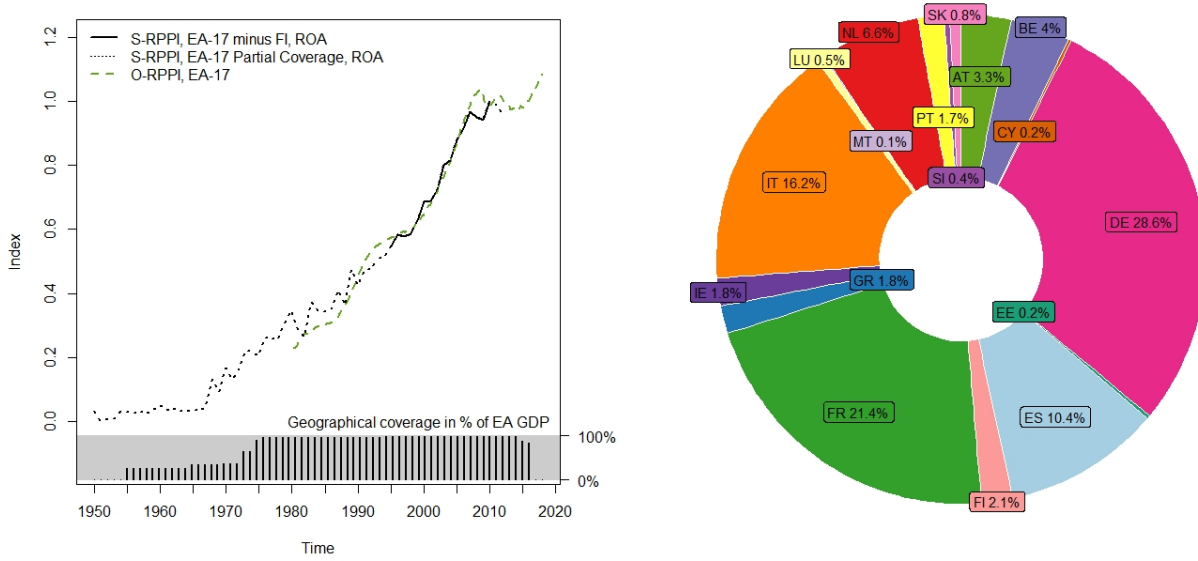 S-RPPI, EA-17 minus FI, ROA
S-RPPI, EA-17 Partial Coverage, ROA
O-RPPI, EA-17
1.2
1.0
0.8
0.6
0.4
0.2
0.0
Index
Geographical coverage in % of EA GDP
100%
0%
1950
1960
1970
1980
1990
2000
2010
2020
Time
SK 0.8%
BE 4%
NL 6.6%
LU 0.5%
AT 3.3%
PT 1.7%
CY 0.2%
MT 0.1%
SI 0.4%
IT 16.2%
DE 28.6%
GR 1.8%
IE 1.8%
EE 0.2%
FR 21.4%
ES 10.4%
FI 2.1%